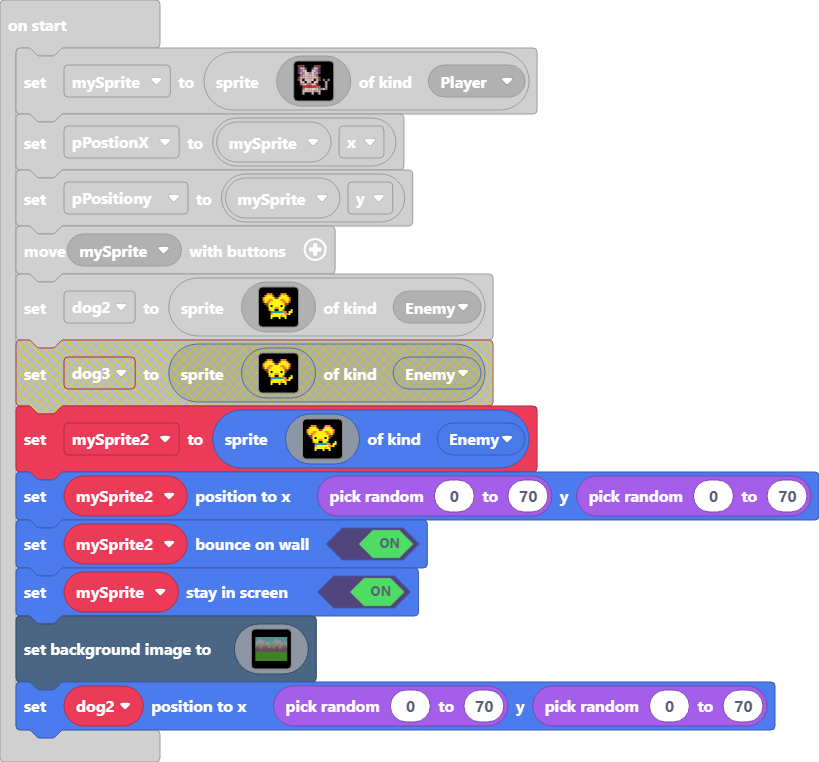 on start
set mySprite to sprite of kind Player
set pPostionX to mySprite x
set pPositiony to mySprite y
move mySprite with buttons
set dog2 to sprite of kind Enemy
set dog3 to sprite of kind Enemy
set mySprite2 to sprite of kind Enemy
set mySprite2 position to x pick random 0 to 70 y pick random 0 to 70
set mySprite2 bounce on wall ON
set mySprite stay in screen ON
set background image to
set dog2 position to x pick random 0 to 70 y pick random 0 to 70